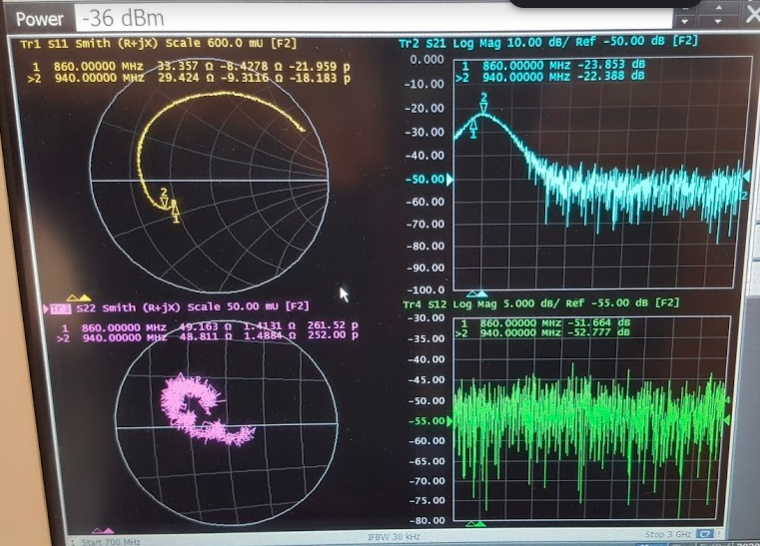 Power -36 dBm
Tr1 S11 Smith (R+jX) Scale 600.0 mU [F2]
1 860.00000 MHz 33.357 Ω -8.4278 Ω -21.959 p
>2 940.00000 MHz 29.424 Ω -9.3116 Ω -18.183 p
2
1
Tr2 S21 Log Mag 10.00 dB/ Ref -50.00 dB [F2]
0.000
1 860.00000 MHz -23.853 dB
>2 940.00000 MHz -22.388 dB
-10.00
-20.00
2
1
-30.00
-40.00
-50.00
2
-60.00
-70.00
-80.00
-90.00
-100.0
Tr3 S22 Smith (R+jX) Scale 50.00 mU [F2]
1 860.00000 MHz 49.163 Ω 1.4131 Ω 261.52 p
>2 940.00000 MHz 48.811 Ω 1.4884 Ω 252.00 p
Tr4 S12 Log Mag 5.000 dB/ Ref -55.00 dB [F2]
-30.00
1 860.00000 MHz -51.664 dB
>2 940.00000 MHz -52.777 dB
-35.00
-40.00
-45.00
-50.00
4
-55.00
-60.00
-65.00
-70.00
-75.00
-80.00
1 Start 700 MHz IFBW 30 kHz Stop 3 GHz C? !